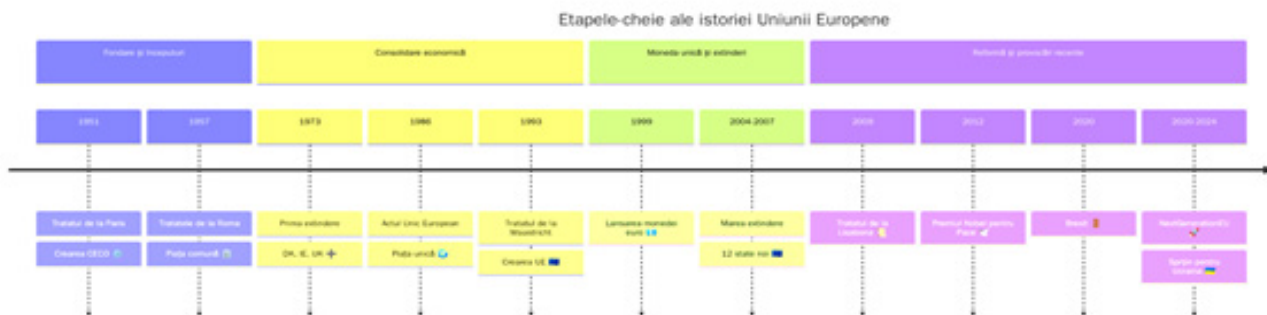 Etapele-cheie ale istoriei Uniunii Europene
Fondare și începuturi
Consolidare economică
Moneda unică și extinderi
Reformă și provocări recente
1951
1957
1973
1986
1993
1999
2004-2007
2009
2012
2020
2020-2024
Tratatul de la Paris
Crearea CECO
Tratatele de la Roma
Piața comună
Prima extindere
DK, IE, UK ➕
Actul Unic European
Piața unică
Tratatul de la
Maastricht
Crearea UE 🇪🇺
Lansarea monedei
euro 💶
Marea extindere
12 state noi 🇪🇺
Tratatul de la
Lisabona
Premiul Nobel pentru
Pace 🕊
Brexit 🚪
NextGenerationEU
🚀
Sprijin pentru
Ucraina 🇺🇦